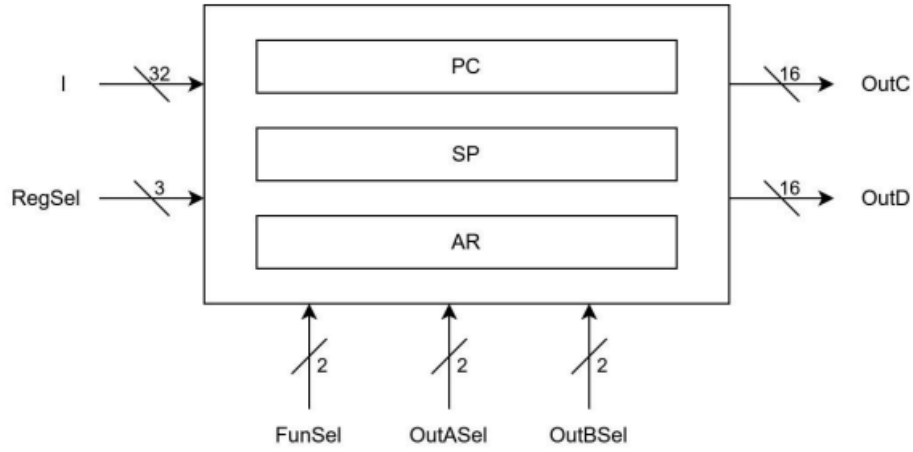 PC
I 32 16 OutC
SP
RegSel 3 16 OutD
AR
2 2 2
FunSel OutASel OutBSel